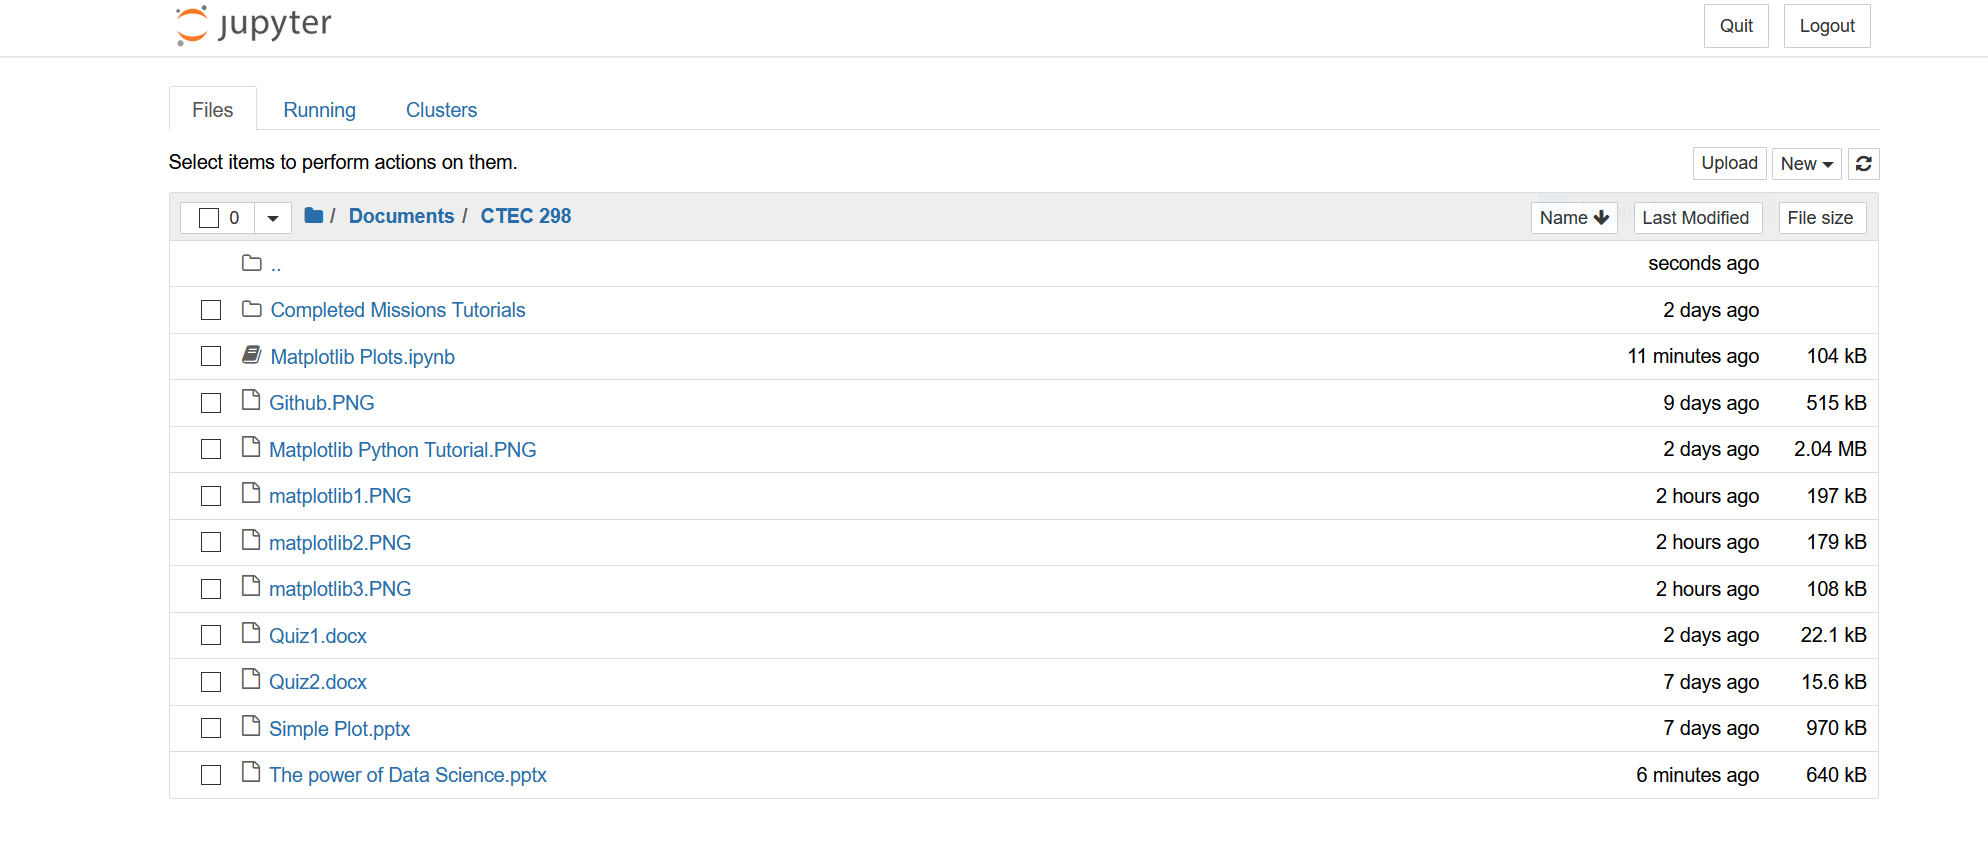 jupyter
Quit Logout
Files Running Clusters
Select items to perform actions on them. Upload New
0 / Documents / CTEC 298 Name Last Modified File size
.. seconds ago
Completed Missions Tutorials 2 days ago
Matplotlib Plots.ipynb 11 minutes ago 104 kB
Github.PNG 9 days ago 515 kB
Matplotlib Python Tutorial.PNG 2 days ago 2.04 MB
matplotlib1.PNG 2 hours ago 197 kB
matplotlib2.PNG 2 hours ago 179 kB
matplotlib3.PNG 2 hours ago 108 kB
Quiz1.docx 2 days ago 22.1 kB
Quiz2.docx 7 days ago 15.6 kB
Simple Plot.pptx 7 days ago 970 kB
The power of Data Science.pptx 6 minutes ago 640 kB